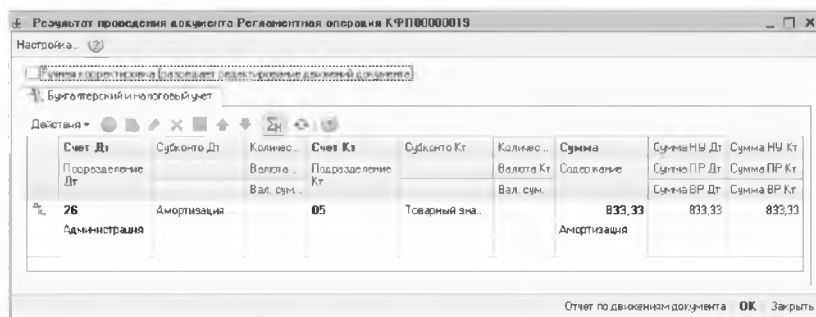 Результат проведения документа Регламентная операция КФП00000019
Настройка...
Ручная корректировка (разрешает редактирование движений документа)
Бухгалтерский и налоговый учет
Действия
Счет Дт Субконто Дт Количес... Счет Кт Субконто Кт Количес... Сумма Сумма НУ Дт Сумма НУ Кт
Подразделение Дт Валюта... Подразделение Кт Валюта Кт Содержание Сумма ПР Дт Сумма ПР Кт
Вал. сум... Вал. сум. Сумма ВР Дт Сумма ВР Кт
26 Амортизация... 05 Товарный зна... 833,33 833,33 833,33
Администрация Амортизация
Отчет по движениям документа OK Закрыть